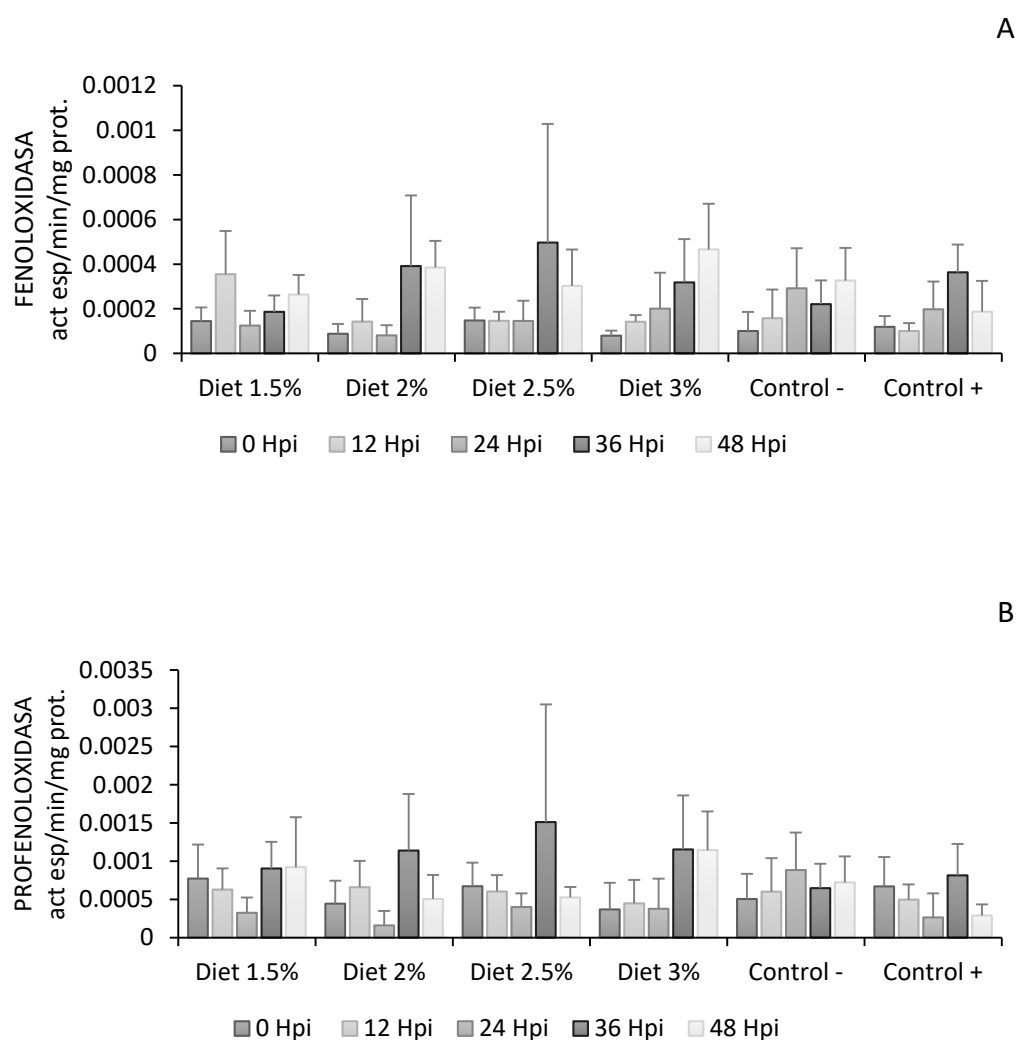 A
FENOLOXIDASA
act esp/min/mg prot.
0.0012
0.001
0.0008
0.0006
0.0004
0.0002
0
Diet 1.5% Diet 2% Diet 2.5% Diet 3% Control - Control +
0 Hpi 12 Hpi 24 Hpi 36 Hpi 48 Hpi
B
PROFENOLOXIDASA
act esp/min/mg prot.
0.0035
0.003
0.0025
0.002
0.0015
0.001
0.0005
0
Diet 1.5% Diet 2% Diet 2.5% Diet 3% Control - Control +
0 Hpi 12 Hpi 24 Hpi 36 Hpi 48 Hpi